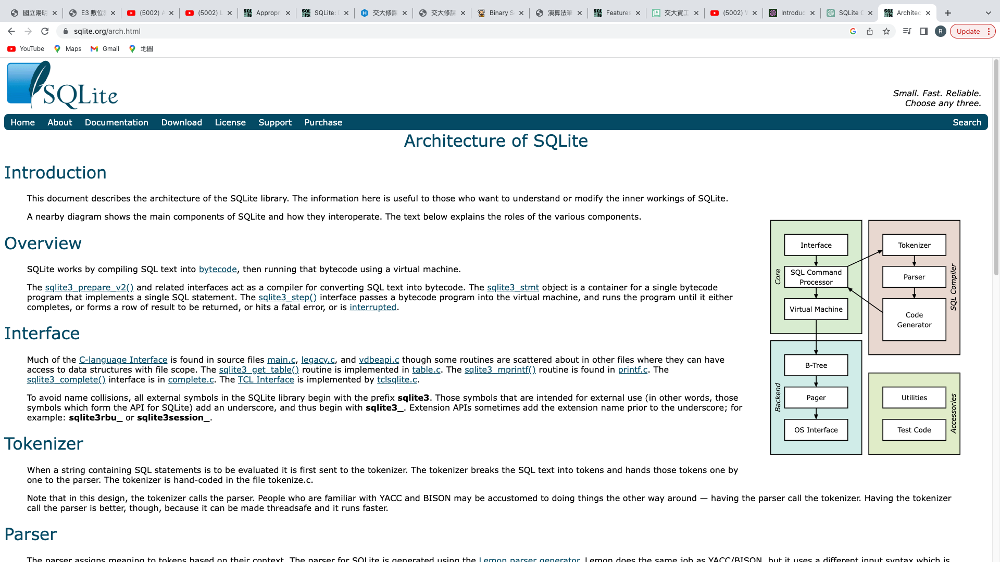 國立陽明
E3 數位
(5002)
(5002)
Appropri
SQLite:
交大修課
交大修課
Binary S
演算法筆
Features
交大資工
(5002)
Introduc
SQLite
Architec
sqlite.org/arch.html
R
Update
YouTube
Maps
Gmail
地圖
SQLite
Small. Fast. Reliable.
Choose any three.
Home
About
Documentation
Download
License
Support
Purchase
Search
Architecture of SQLite
Introduction
This document describes the architecture of the SQLite library. The information here is useful to those who want to understand or modify the inner workings of SQLite.
A nearby diagram shows the main components of SQLite and how they interoperate. The text below explains the roles of the various components.
Overview
SQLite works by compiling SQL text into bytecode, then running that bytecode using a virtual machine.
The sqlite3_prepare_v2() and related interfaces act as a compiler for converting SQL text into bytecode. The sqlite3_stmt object is a container for a single bytecode
program that implements a single SQL statement. The sqlite3_step() interface passes a bytecode program into the virtual machine, and runs the program until it either
completes, or forms a row of result to be returned, or hits a fatal error, or is interrupted.
Interface
Much of the C-language Interface is found in source files main.c, legacy.c, and vdbeapi.c though some routines are scattered about in other files where they can have
access to data structures with file scope. The sqlite3_get_table() routine is implemented in table.c. The sqlite3_mprintf() routine is found in printf.c. The
sqlite3_complete() interface is in complete.c. The TCL Interface is implemented by tclsqlite.c.
To avoid name collisions, all external symbols in the SQLite library begin with the prefix sqlite3. Those symbols that are intended for external use (in other words, those
symbols which form the API for SQLite) add an underscore, and thus begin with sqlite3_. Extension APIs sometimes add the extension name prior to the underscore; for
example: sqlite3rbu_ or sqlite3session_.
Tokenizer
When a string containing SQL statements is to be evaluated it is first sent to the tokenizer. The tokenizer breaks the SQL text into tokens and hands those tokens one by
one to the parser. The tokenizer is hand-coded in the file tokenize.c.
Note that in this design, the tokenizer calls the parser. People who are familiar with YACC and BISON may be accustomed to doing things the other way around — having the parser call the tokenizer. Having the tokenizer
call the parser is better, though, because it can be made threadsafe and it runs faster.
Parser
The parser assigns meaning to tokens based on their context. The parser for SQLite is generated using the Lemon parser generator. Lemon does the same job as YACC/BISON, but it uses a different input syntax which is
Core
Interface
SQL Command
Processor
Virtual Machine
SQL Compiler
Tokenizer
Parser
Code
Generator
Backend
B-Tree
Pager
OS Interface
Accessories
Utilities
Test Code